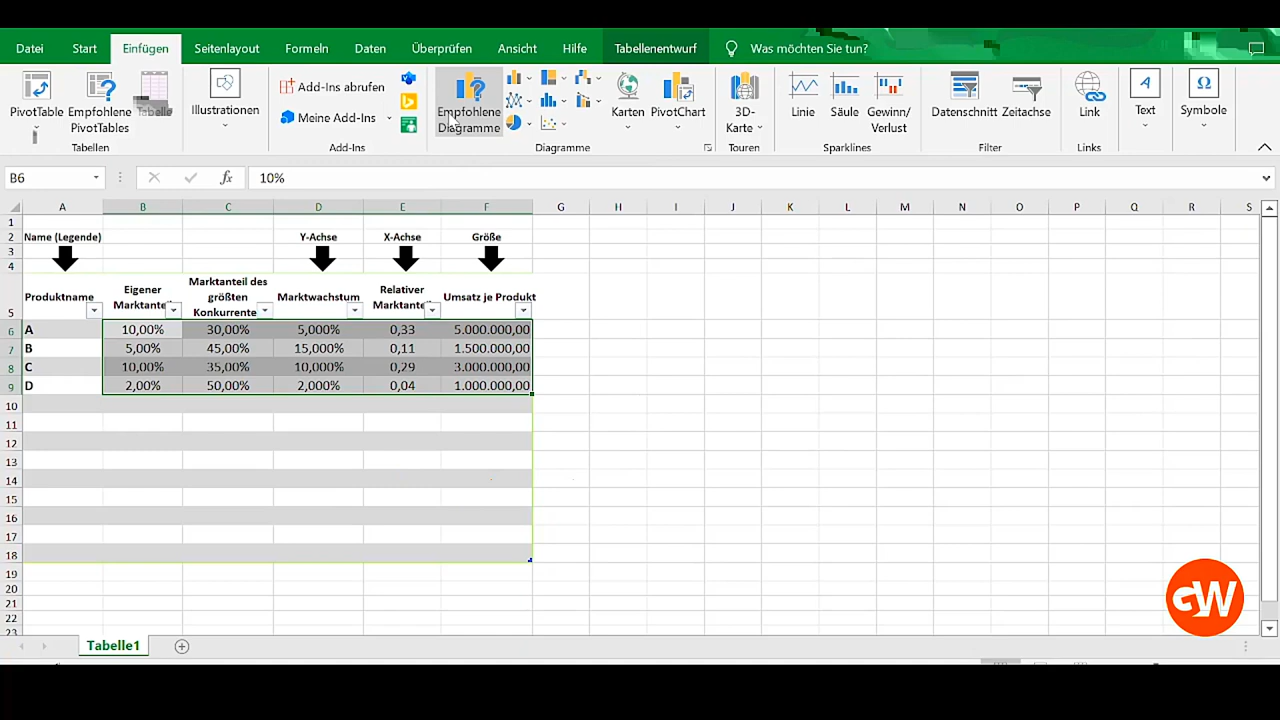 Datei Start Einfügen Seitenlayout Formeln Daten Überprüfen Ansicht Hilfe Tabellenentwurf Was möchten Sie tun?
PivotTable Empfohlene PivotTables Tabelle
Illustrationen
Add-Ins abrufen
Meine Add-Ins
Empfohlene Diagramme
Karten PivotChart
3D-Karte
Linie Säule Gewinn/Verlust
Datenschnitt Zeitachse
Link
Text
Symbole
Tabellen Add-Ins Diagramme Touren Sparklines Filter Links
B6 fx 10%
A B C D E F G H I J K L M N O P Q R S
1
2 Name (Legende) Y-Achse X-Achse Größe
3
4
5 Produktname Eigener Marktante Marktanteil des größten Konkurrente Marktwachstum Relativer Marktante Umsatz je Produkt
6 A 10,00% 30,00% 5,000% 0,33 5.000.000,00
7 B 5,00% 45,00% 15,000% 0,11 1.500.000,00
8 C 10,00% 35,00% 10,000% 0,29 3.000.000,00
9 D 2,00% 50,00% 2,000% 0,04 1.000.000,00
10
11
12
13
14
15
16
17
18
19
20
21
22
23
GW
Tabelle1